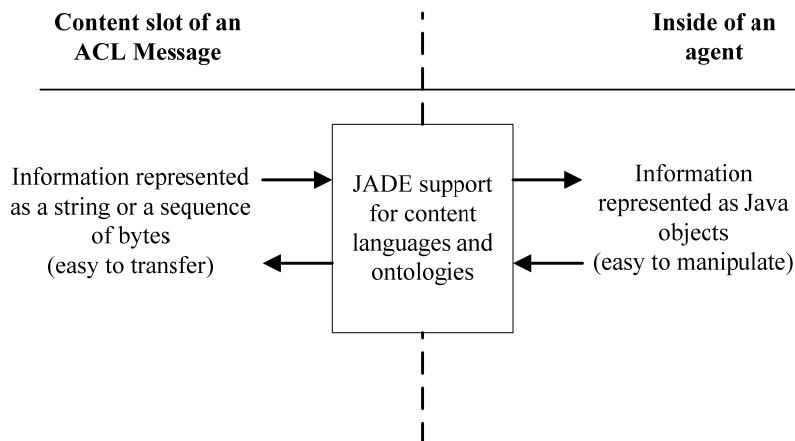 Content slot of an
ACL Message
Inside of an
agent
Information represented
as a string or a sequence
of bytes
(easy to transfer)
JADE support
for content
languages and
ontologies
Information
represented as Java
objects
(easy to manipulate)